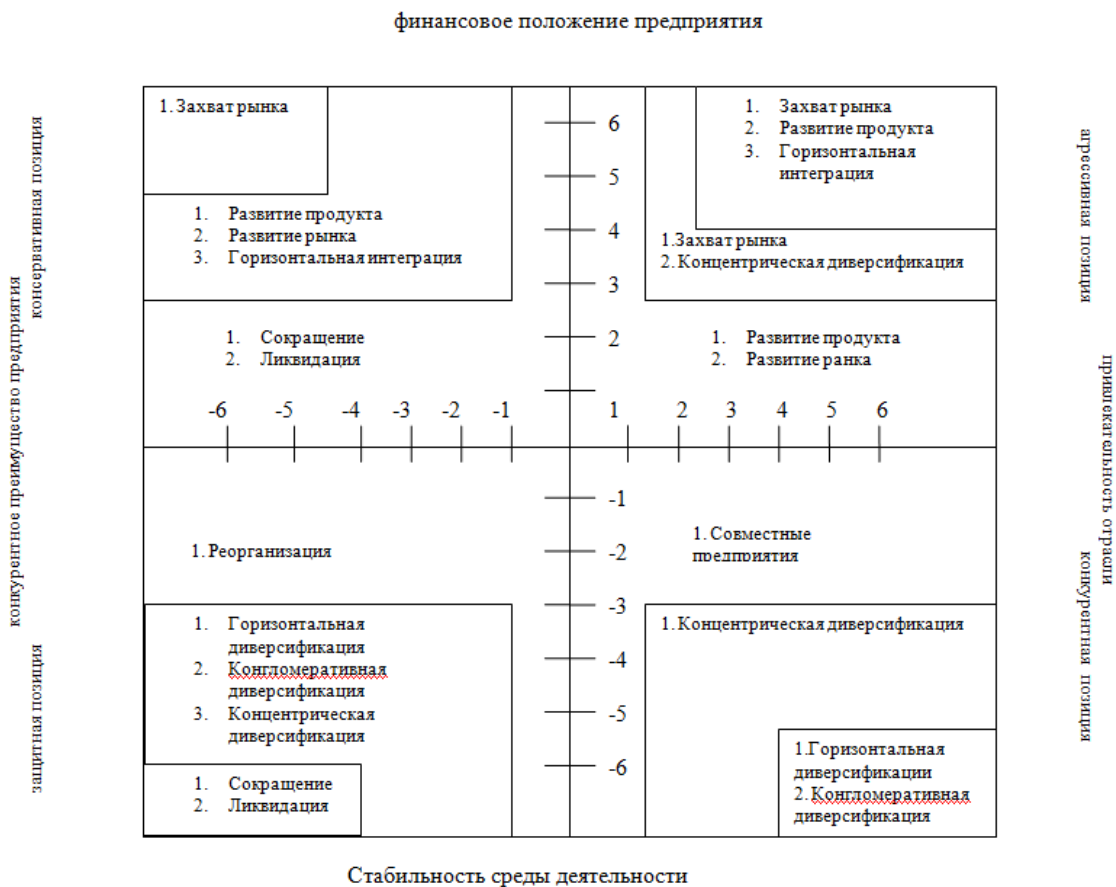 финансовое положение предприятия
1. Захват рынка
1. Развитие продукта
2. Развитие рынка
3. Горизонтальная интеграция
1. Сокращение
2. Ликвидация
1. Захват рынка
2. Развитие продукта
3. Горизонтальная
интеграция
1.Захват рынка
2. Концентрическая диверсификация
1. Развитие продукта
2. Развитие ранка
6
5
4
3
2
-6 -5 -4 -3 -2 -1 1 2 3 4 5 6
-1
-2
-3
-4
-5
-6
1. Реорганизация
1. Горизонтальная
диверсификация
2. Конгломеративная
диверсификация
3. Концентрическая
диверсификация
1. Сокращение
2. Ликвидация
1. Совместные
предприятия
1. Концентрическая диверсификация
1.Горизонтальная
диверсификации
2. Конгломеративная
диверсификация
конкурентное преимущество предприятия
консервативная позиция
защитная позиция
агрессивная позиция
привлекательность отрасли
конкурентная позиция
Стабильность среды деятельности